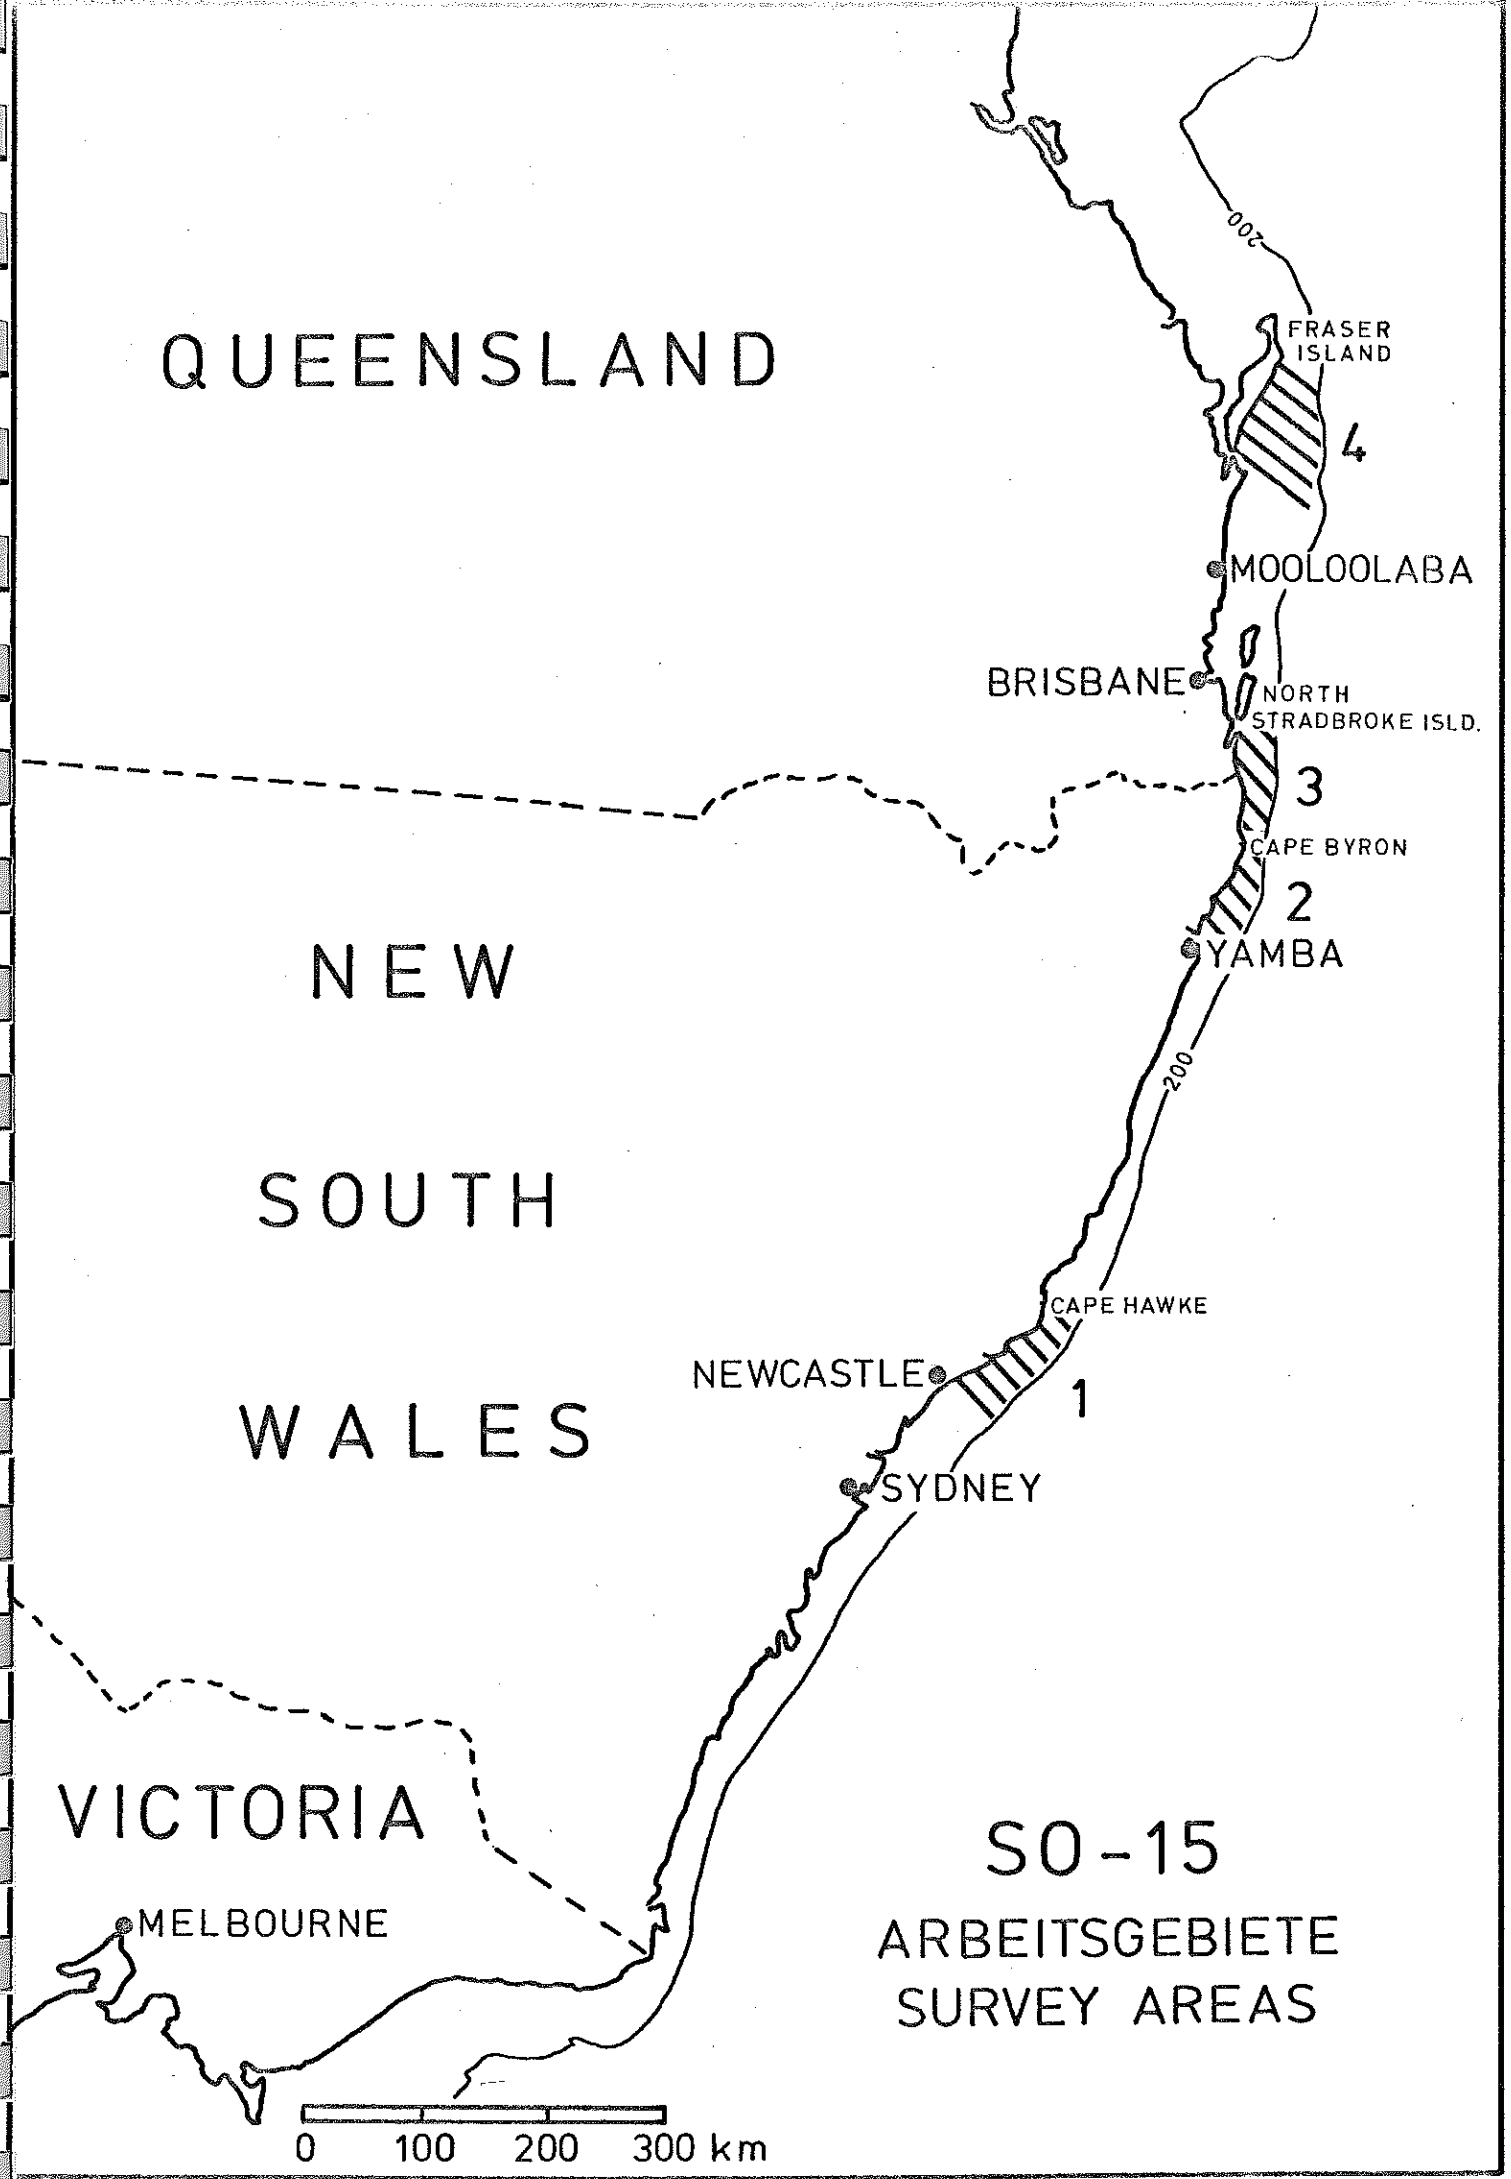 200
FRASER
ISLAND
QUEENSLAND
4
MOOLOOLABA
BRISBANE
NORTH
STRADBROKE ISLD.
3
CAPE BYRON
2
YAMBA
NEW
200
SOUTH
CAPE HAWKE
NEWCASTLE
1
WALES
SYDNEY
VICTORIA
SO-15
MELBOURNE
ARBEITSGEBIETE
SURVEY AREAS
0 100 200 300 km